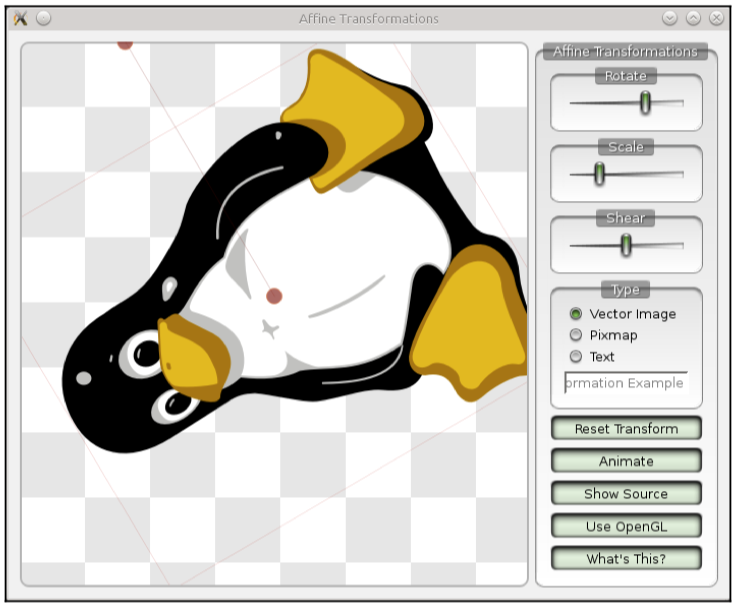 Affine Transformations
Affine Transformations
Rotate
Scale
Shear
Type
Vector Image
Pixmap
Text
ormation Example
Reset Transform
Animate
Show Source
Use OpenGL
What's This?